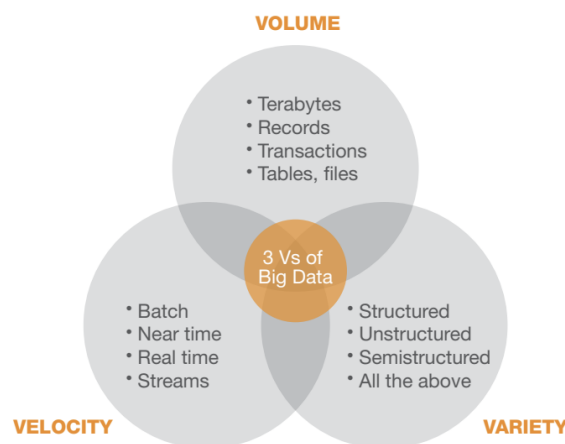 VOLUME
• Terabytes
• Records
• Transactions
• Tables, files
3 Vs of
Big Data
• Batch
• Near time
• Real time
• Streams
• Structured
• Unstructured
• Semistructured
• All the above
VELOCITY
VARIETY